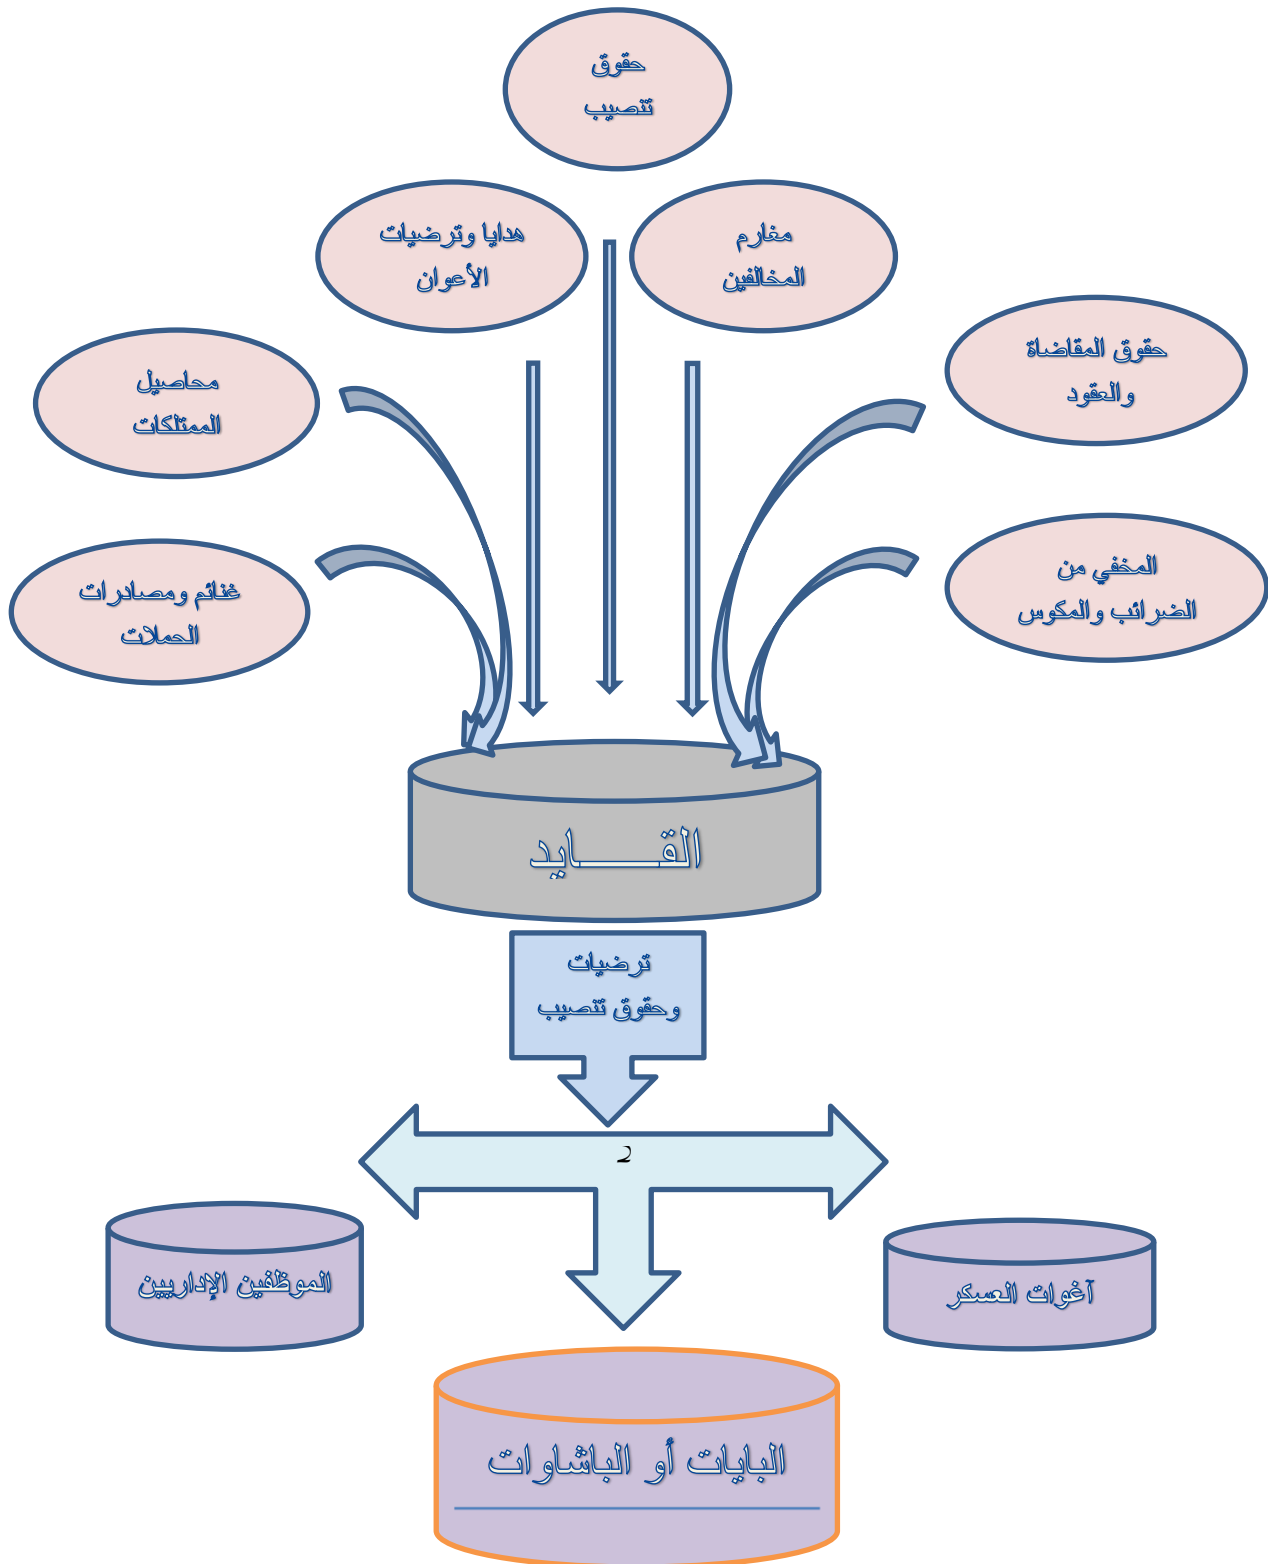 حقوق
تنصيب
مغارم
المخالفين
هدايا وترضيات
الأعوان
حقوق المقاضاة
والعقود
محاصيل
الممتلكات
المخفي من
الضرائب والمكوس
غنائم ومصادرات
الحملات
القـــــــايد
ترضيات
وحقوق تنصيب
آغوات العسكر
الموظفين الإداريين
البايات أو الباشاوات